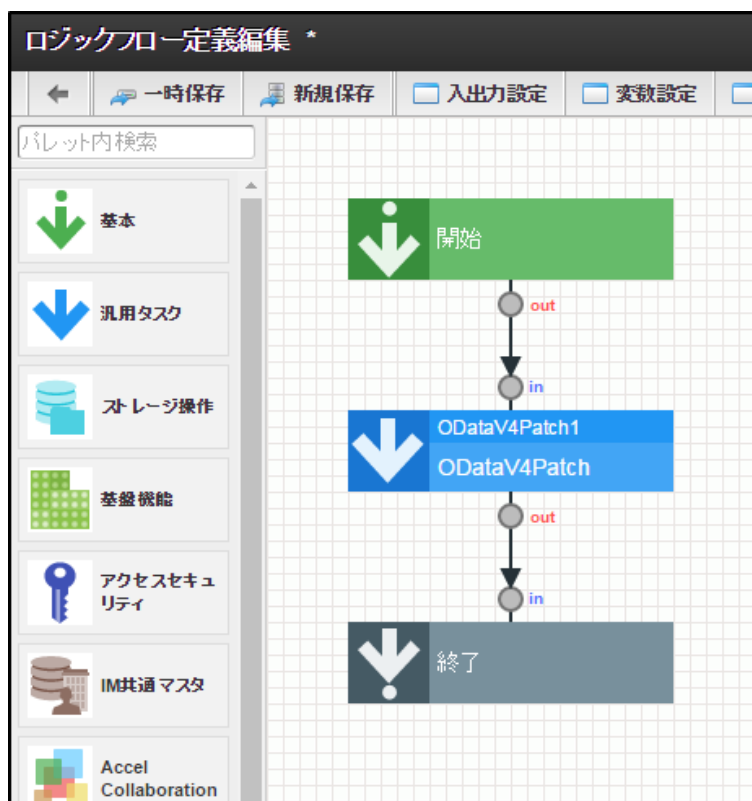 ロジックフロー定義編集 *
一時保存 新規保存 入出力設定 変数設定
パレット内検索
基本
汎用タスク
ストレージ操作
基盤機能
アクセスセキュ
リティ
IM共通マスタ
Accel
Collaboration
開始
out
in
ODataV4Patch1
ODataV4Patch
out
in
終了